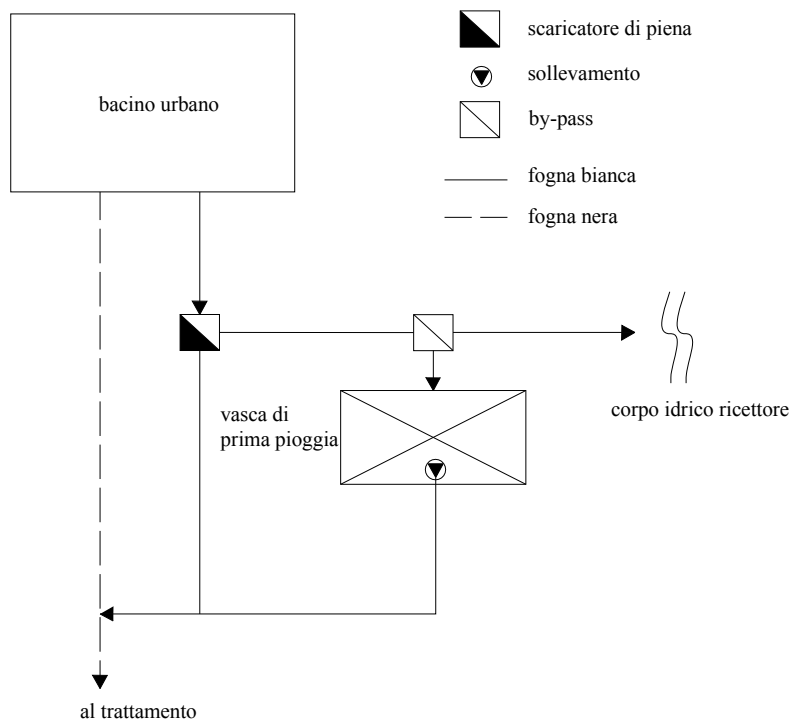 bacino urbano
scaricatore di piena
sollevamento
by-pass
fogna bianca
fogna nera
vasca di
prima pioggia
corpo idrico ricettore
al trattamento